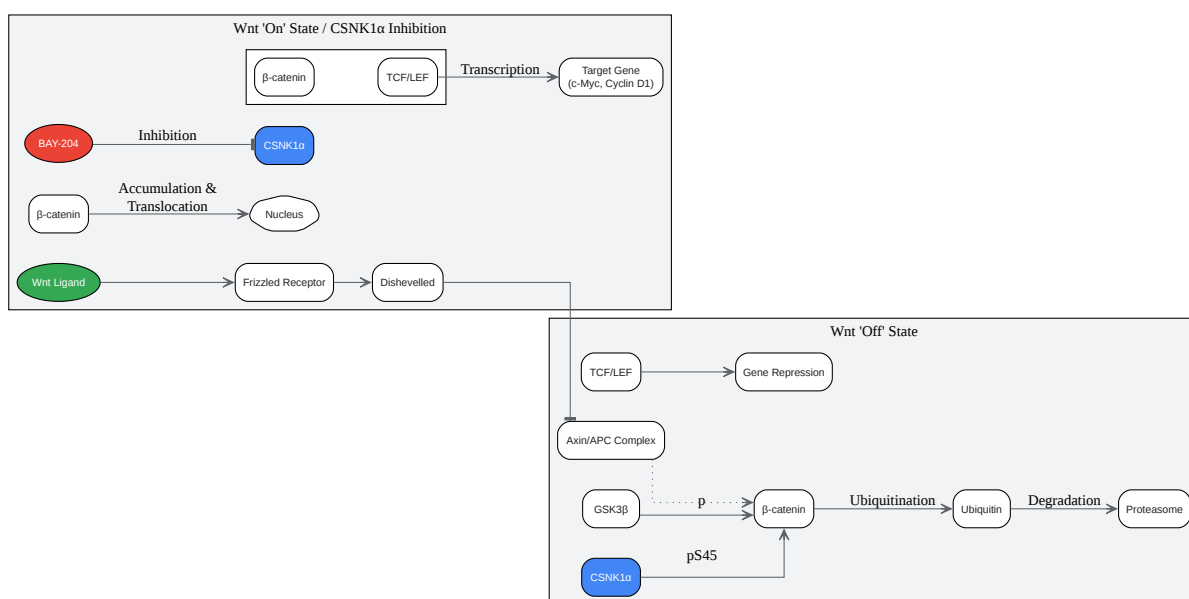 Wnt 'On' State / CSNK1α Inhibition
β-catenin
TCF/LEF
Transcription
Target Gene
(c-Myc, Cyclin D1)
BAY-204
Inhibition
CSNK1α
β-catenin
Accumulation &
Translocation
Nucleus
Wnt Ligand
Frizzled Receptor
Dishevelled
Wnt 'Off' State
TCF/LEF
Gene Repression
Axin/APC Complex
GSK3β
p
β-catenin
Ubiquitination
Ubiquitin
Degradation
Proteasome
pS45
CSNK1α